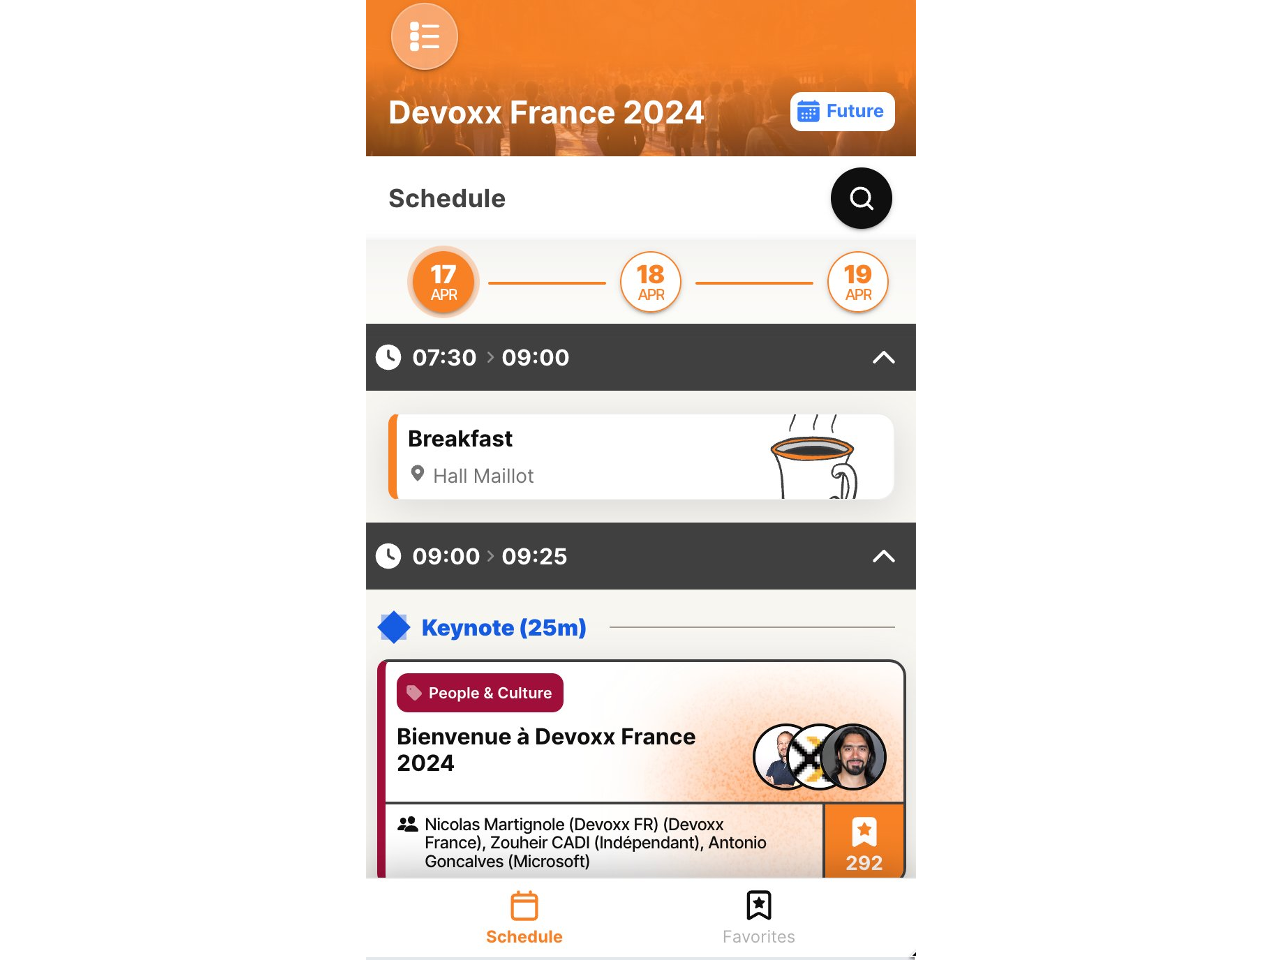 Devoxx France 2024
Future
Schedule
17
APR
18
APR
19
APR
07:30 > 09:00
Breakfast
Hall Maillot
09:00 > 09:25
Keynote (25m)
People & Culture
Bienvenue à Devoxx France
2024
Nicolas Martignole (Devoxx FR) (Devoxx
France), Zouheir CADI (Indépendant), Antonio
Goncalves (Microsoft)
292
Schedule
Favorites